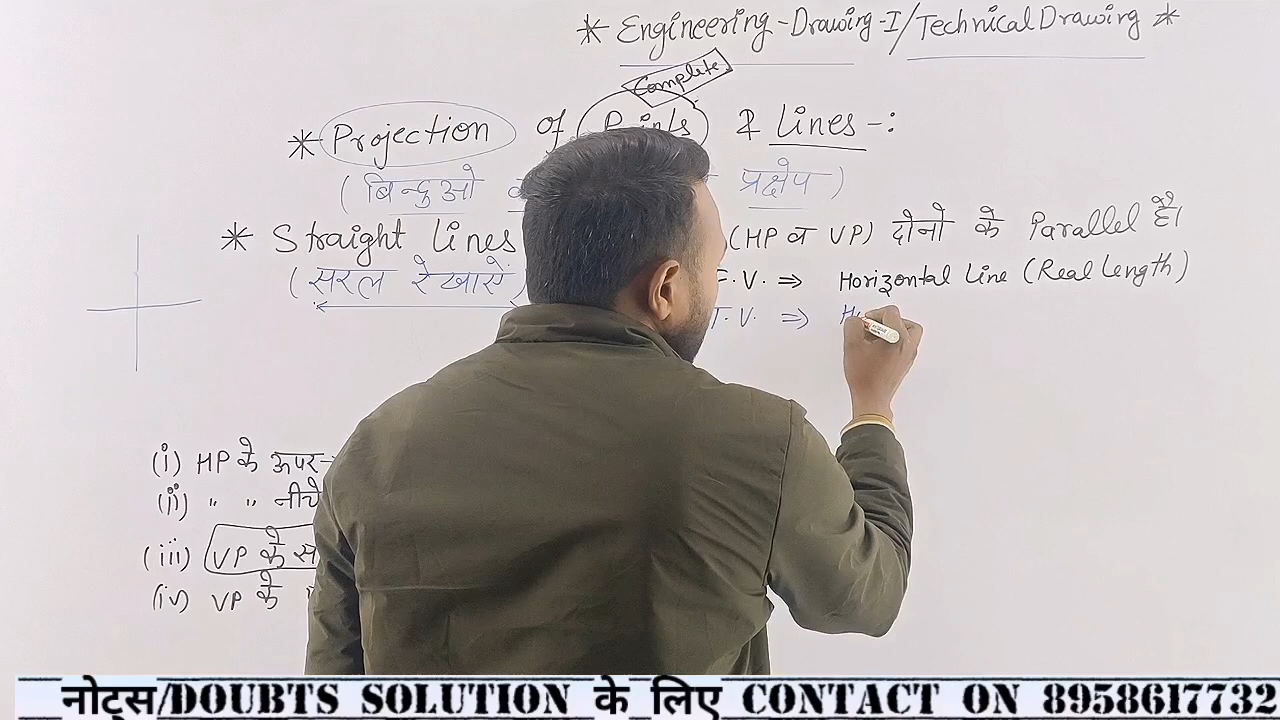 * Engineering-Drawing-I/Technical Drawing *
Complete
* Projection of Points & Lines -:
(बिन्दुओ प्रक्षेप)
* Straight Lines (HP व VP) दोनो के Parallel है।
(सरल रेखाऐं F.V. ⇒ Horizontal Line (Real Length)
T.V. ⇒ H
(i) HP के ऊपर-
(ii) " " नीचे
(iii) VP के स
(iv) VP के
नोट्स/DOUBTS SOLUTION के लिए CONTACT ON 8958617732